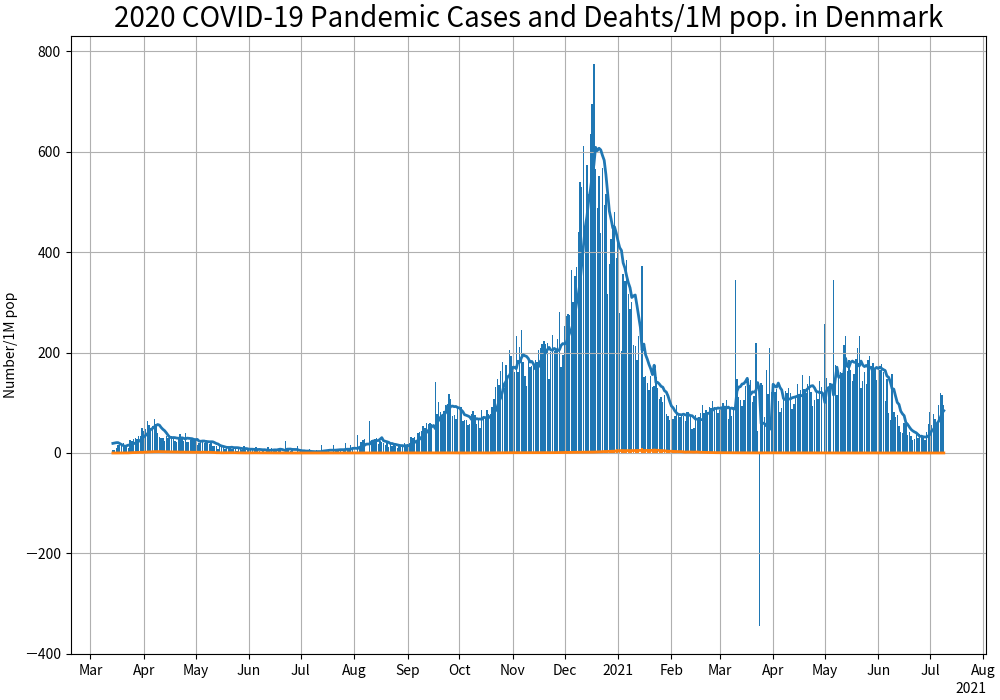 2020 COVID-19 Pandemic Cases and Deahts/1M pop. in Denmark
Number/1M pop
800
600
400
200
0
−200
−400
Mar Apr May Jun Jul Aug Sep Oct Nov Dec 2021 Feb Mar Apr May Jun Jul Aug
2021